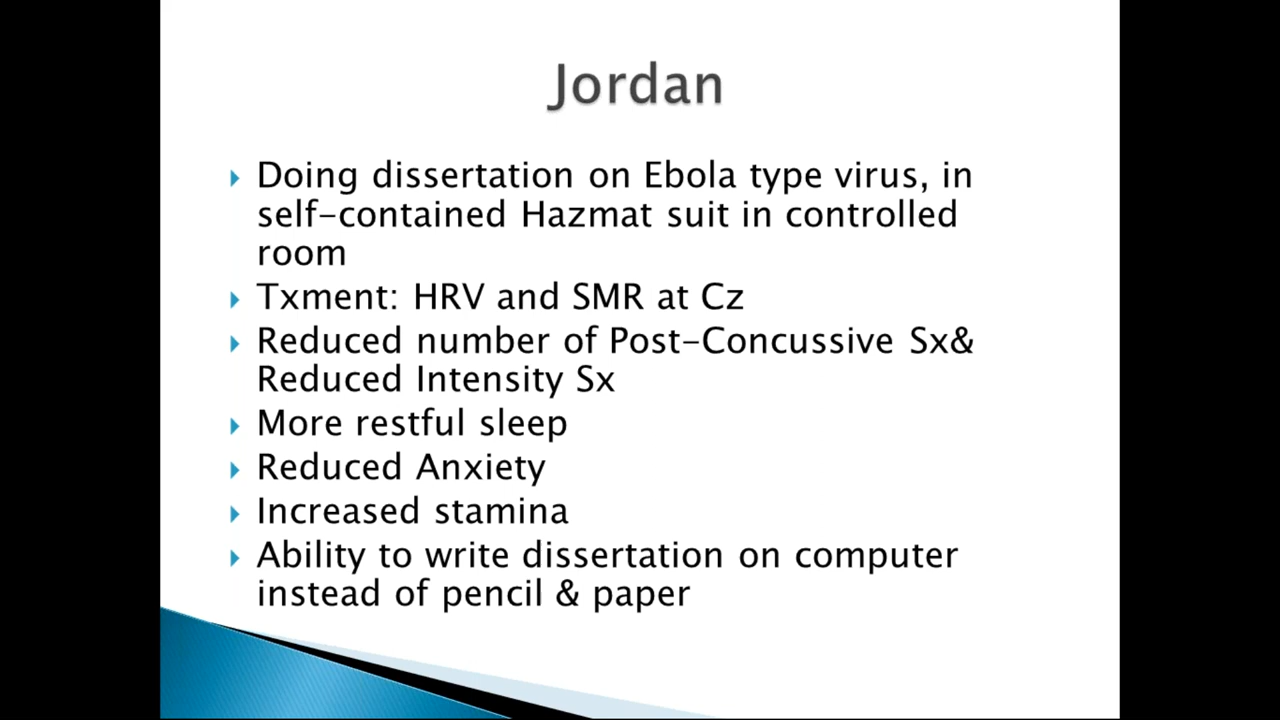 Jordan
Doing dissertation on Ebola type virus, in
self-contained Hazmat suit in controlled
room
Txment: HRV and SMR at Cz
Reduced number of Post-Concussive Sx&
Reduced Intensity Sx
More restful sleep
Reduced Anxiety
Increased stamina
Ability to write dissertation on computer
instead of pencil & paper